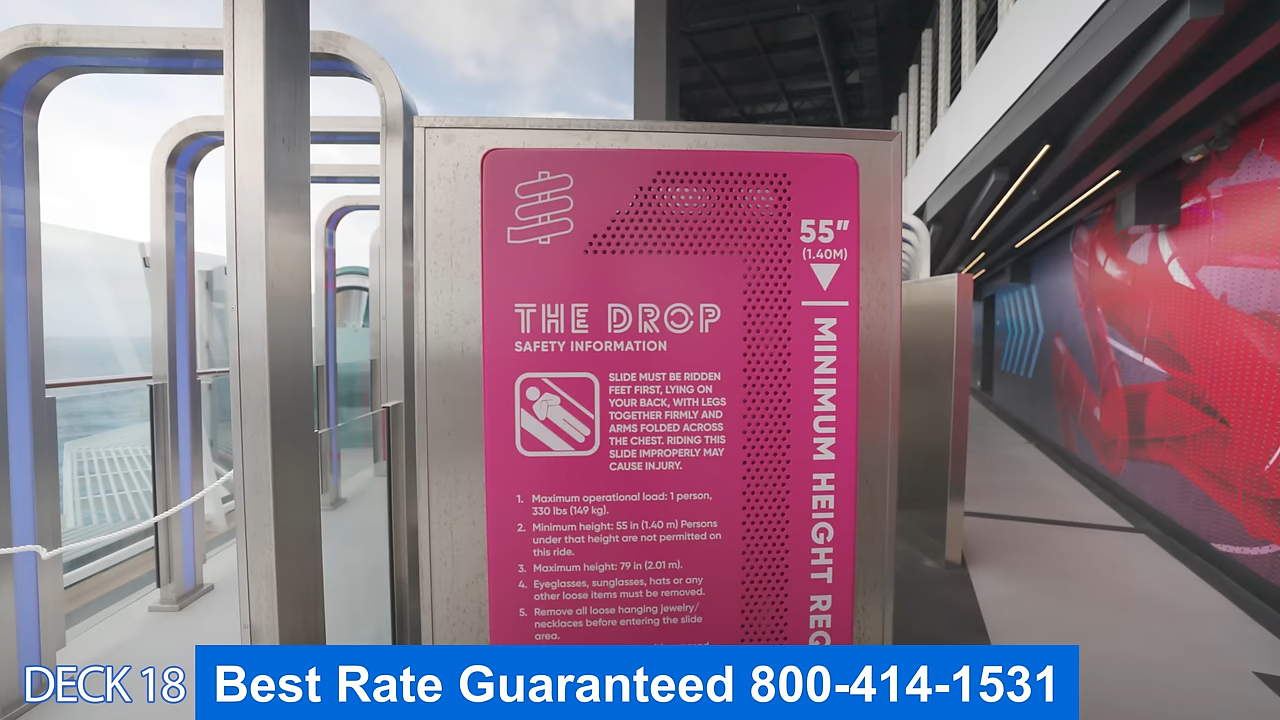 55"
(1.40M)
MINIMUM HEIGHT REQ
THE DROP
SAFETY INFORMATION
SLIDE MUST BE RIDDEN
FEET FIRST, LYING ON
YOUR BACK, WITH LEGS
TOGETHER FIRMLY AND
ARMS FOLDED ACROSS
THE CHEST. RIDING THIS
SLIDE IMPROPERLY MAY
CAUSE INJURY.
1. Maximum operational load: 1 person,
330 lbs (149 kg).
2. Minimum height: 55 in (1.40 m) Persons
under that height are not permitted on
this ride.
3. Maximum height: 79 in (2.01 m).
4. Eyeglasses, sunglasses, hats or any
other loose items must be removed.
5. Remove all loose hanging jewelry/
necklaces before entering the slide
area.
DECK 18
Best Rate Guaranteed 800-414-1531